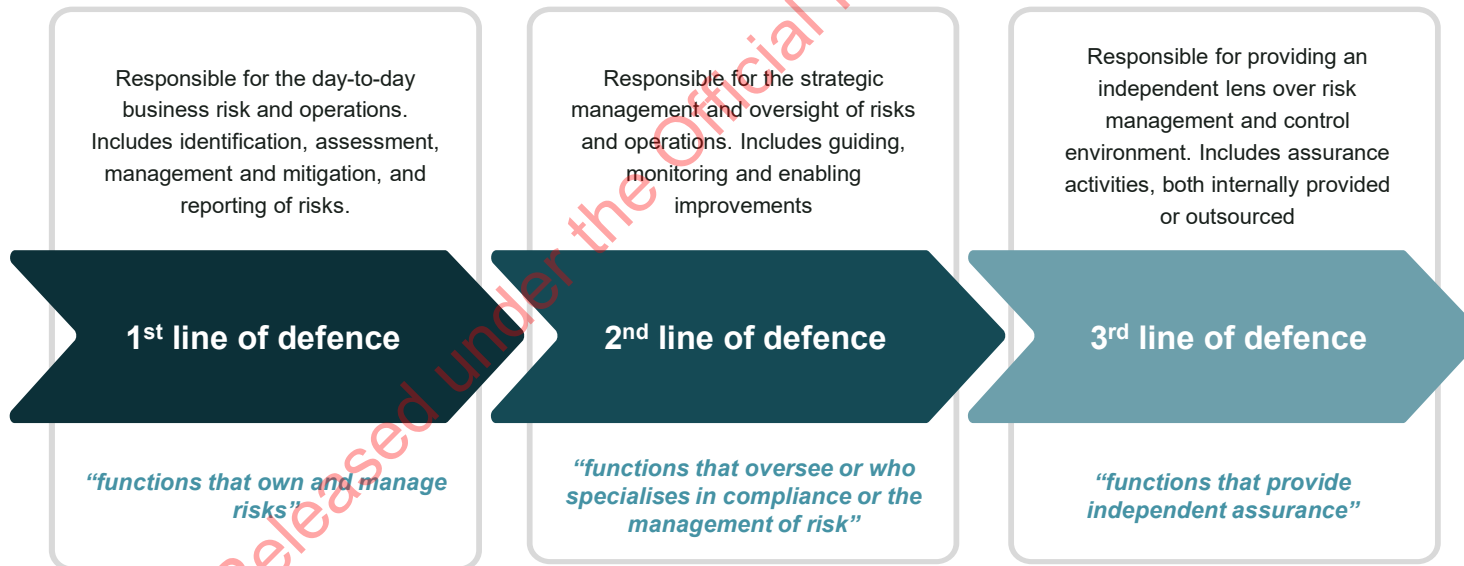 Responsible for the day-to-day
business risk and operations.
Includes identification, assessment,
management and mitigation, and
reporting of risks.
1st line of defence
“functions that own and manage
risks”
Responsible for the strategic
management and oversight of risks
and operations. Includes guiding,
monitoring and enabling
improvements
2nd line of defence
“functions that oversee or who
specialises in compliance or the
management of risk”
Responsible for providing an
independent lens over risk
management and control
environment. Includes assurance
activities, both internally provided
or outsourced
3rd line of defence
“functions that provide
independent assurance”
Released under the Official